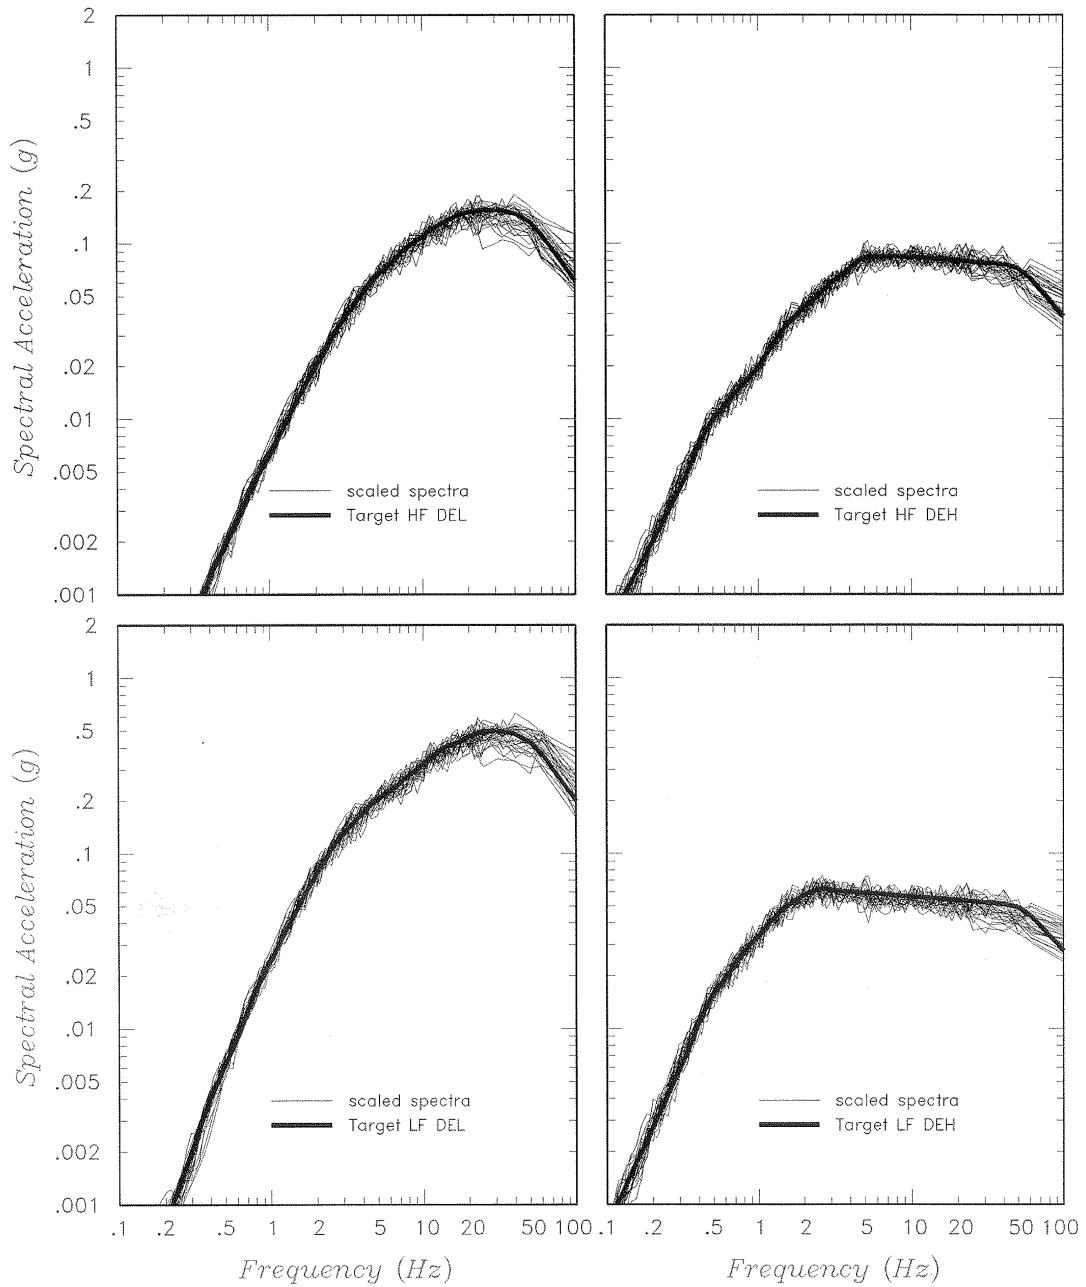 2
1
.5
.2
.1
.05
.02
.01
.005
.002
.001
Spectral Acceleration (g)
scaled spectra
Target HF DEL
scaled spectra
Target HF DEH
2
1
.5
.2
.1
.05
.02
.01
.005
.002
.001
Spectral Acceleration (g)
scaled spectra
Target LF DEL
scaled spectra
Target LF DEH
.1 .5 1 2 5 10 20 50 100
.1 .2 .5 1 2 5 10 20 50 100
Frequency (Hz)
Frequency (Hz)